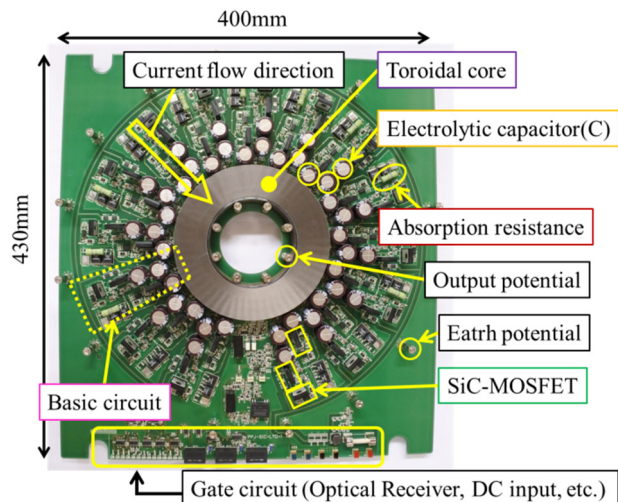 400mm
Current flow direction
Toroidal core
Electrolytic capacitor(C)
430mm
Absorption resistance
Output potential
Eatrh potential
Basic circuit
SiC-MOSFET
Gate circuit (Optical Receiver, DC input, etc.)